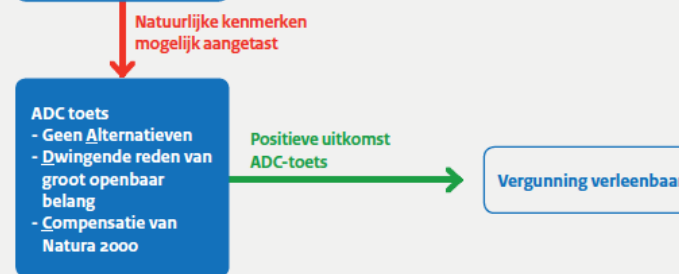 Natuurlijke kenmerken
mogelijk aangetast
ADC toets
- Geen Alternatieven
- Dwingende reden van
groot openbaar
belang
- Compensatie van
Natura 2000
Positieve uitkomst
ADC-toets
Vergunning verleenbaar